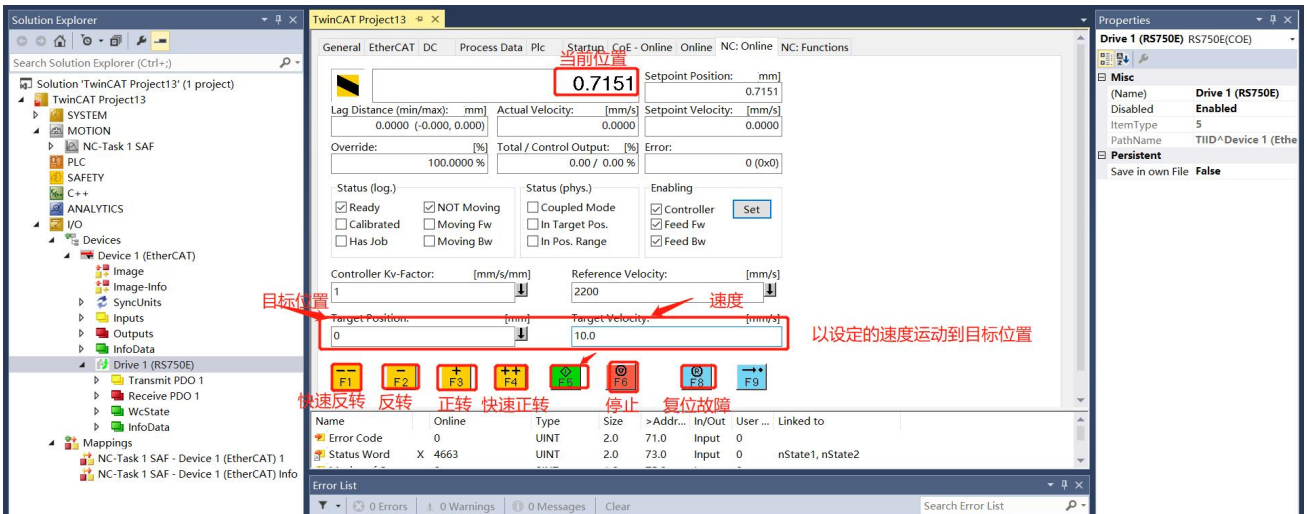 Solution Explorer
Search Solution Explorer (Ctrl+;)
Solution 'TwinCAT Project13' (1 project)
TwinCAT Project13
SYSTEM
MOTION
NC-Task 1 SAF
PLC
SAFETY
C++
ANALYTICS
I/O
Devices
Device 1 (EtherCAT)
Image
Image-Info
SyncUnits
Inputs
Outputs
InfoData
Drive 1 (RS750E)
Transmit PDO 1
Receive PDO 1
WcState
InfoData
Mappings
NC-Task 1 SAF - Device 1 (EtherCAT) 1
NC-Task 1 SAF - Device 1 (EtherCAT) Info
TwinCAT Project13
General EtherCAT DC Process Data Plc Startup CoE - Online Online NC: Online NC: Functions
当前位置
0.7151
Setpoint Position: mm]
0.7151
Lag Distance (min/max): mm] Actual Velocity: [mm/s] Setpoint Velocity: [mm/s]
0.0000 (-0.000, 0.000) 0.0000 0.0000
Override: [%] Total / Control Output: [%] Error:
100.0000 % 0.00 / 0.00 % 0 (0x0)
Status (log.) Status (phys.) Enabling
Ready NOT Moving Coupled Mode Controller Set
Calibrated Moving Fw In Target Pos. Feed Fw
Has Job Moving Bw In Pos. Range Feed Bw
Controller Kv-Factor: [mm/s/mm] Reference Velocity: [mm/s]
1 2200
目标位置 速度
Target Position: [mm] Target Velocity: [mm/s]
0 10.0
以设定的速度运动到目标位置
-- - + ++
F1 F2 F3 F4 F5 F6 F8 F9
快速反转 反转 正转 快速正转 停止 复位故障
Name Online Type Size >Addr... In/Out User ... Linked to
Error Code 0 UINT 2.0 71.0 Input 0
Status Word X 4663 UINT 2.0 73.0 Input 0 nState1, nState2
Error List
0 Errors 0 Warnings 0 Messages Clear Search Error List
Properties
Drive 1 (RS750E) RS750E(COE)
Misc
(Name) Drive 1 (RS750E)
Disabled Enabled
ItemType 5
PathName TIID^Device 1 (Ethe
Persistent
Save in own File False